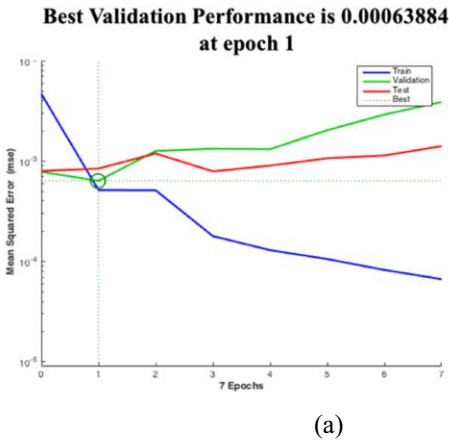 Best Validation Performance is 0.00063884
at epoch 1
Train
Validation
Test
Best
Mean Squared Error (mse)
10⁻³
10⁻⁴
10⁻⁵
0 1 2 3 4 5 6 7
7 Epochs
(a)